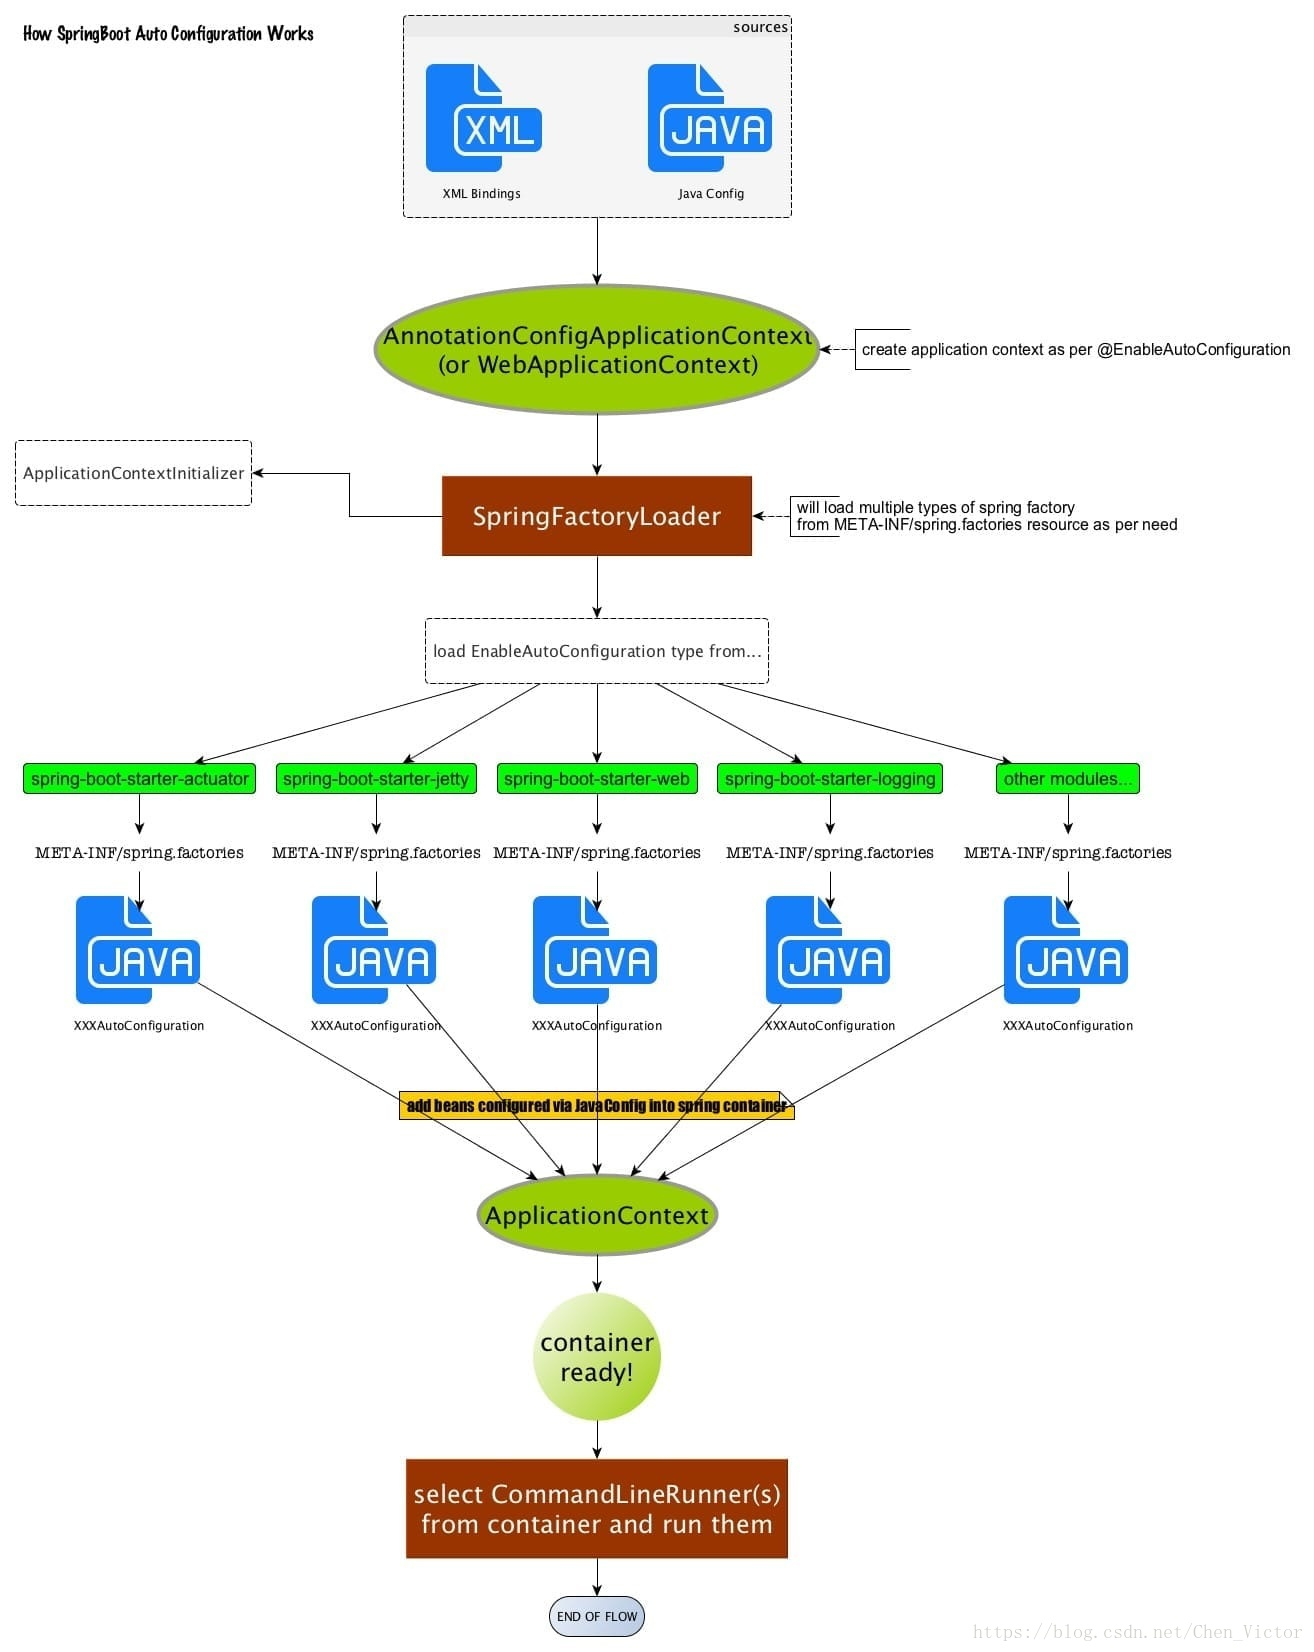 How SpringBoot Auto Configuration Works
sources
XML
JAVA
XML Bindings
Java Config
AnnotationConfigApplicationContext
(or WebApplicationContext)
create application context as per @EnableAutoConfiguration
ApplicationContextInitializer
SpringFactoryLoader
will load multiple types of spring factory
from META-INF/spring.factories resource as per need
load EnableAutoConfiguration type from...
spring-boot-starter-actuator
spring-boot-starter-jetty
spring-boot-starter-web
spring-boot-starter-logging
other modules...
META-INF/spring.factories
META-INF/spring.factories
META-INF/spring.factories
META-INF/spring.factories
META-INF/spring.factories
JAVA
JAVA
JAVA
JAVA
JAVA
XXXAutoConfiguration
XXXAutoConfiguration
XXXAutoConfiguration
XXXAutoConfiguration
XXXAutoConfiguration
add beans configured via JavaConfig into spring container
ApplicationContext
container
ready!
select CommandLineRunner(s)
from container and run them
END OF FLOW
https://blog.csdn.net/Chen_Victor